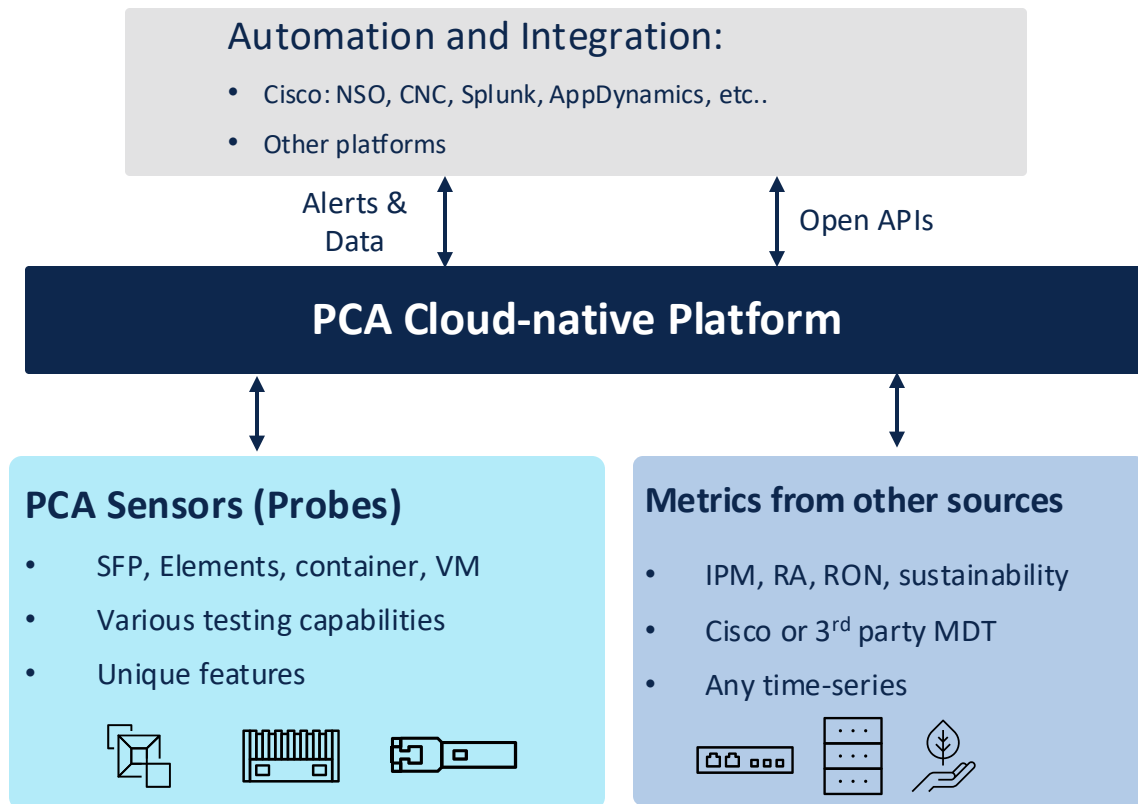 Automation and Integration:
• Cisco: NSO, CNC, Splunk, AppDynamics, etc..
• Other platforms
Alerts &
Data
Open APIs
PCA Cloud-native Platform
PCA Sensors (Probes)
• SFP, Elements, container, VM
• Various testing capabilities
• Unique features
Metrics from other sources
• IPM, RA, RON, sustainability
• Cisco or 3rd party MDT
• Any time-series